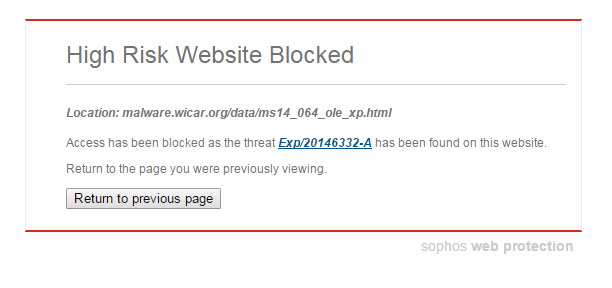 High Risk Website Blocked
Location: malware.wicar.org/data/ms14_064_ole_xp.html
Access has been blocked as the threat Exp/20146332-A has been found on this website.
Return to the page you were previously viewing.
Return to previous page
sophos web protection